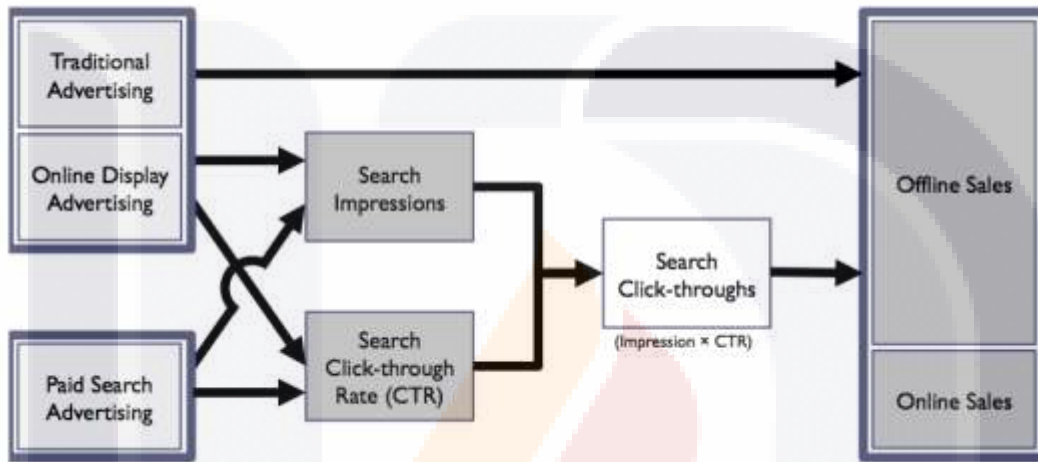 Traditional
Advertising
Online Display
Advertising
Paid Search
Advertising
Search
Impressions
Search
Click-through
Rate (CTR)
Search
Click-throughs
(Impression × CTR)
Offline Sales
Online Sales